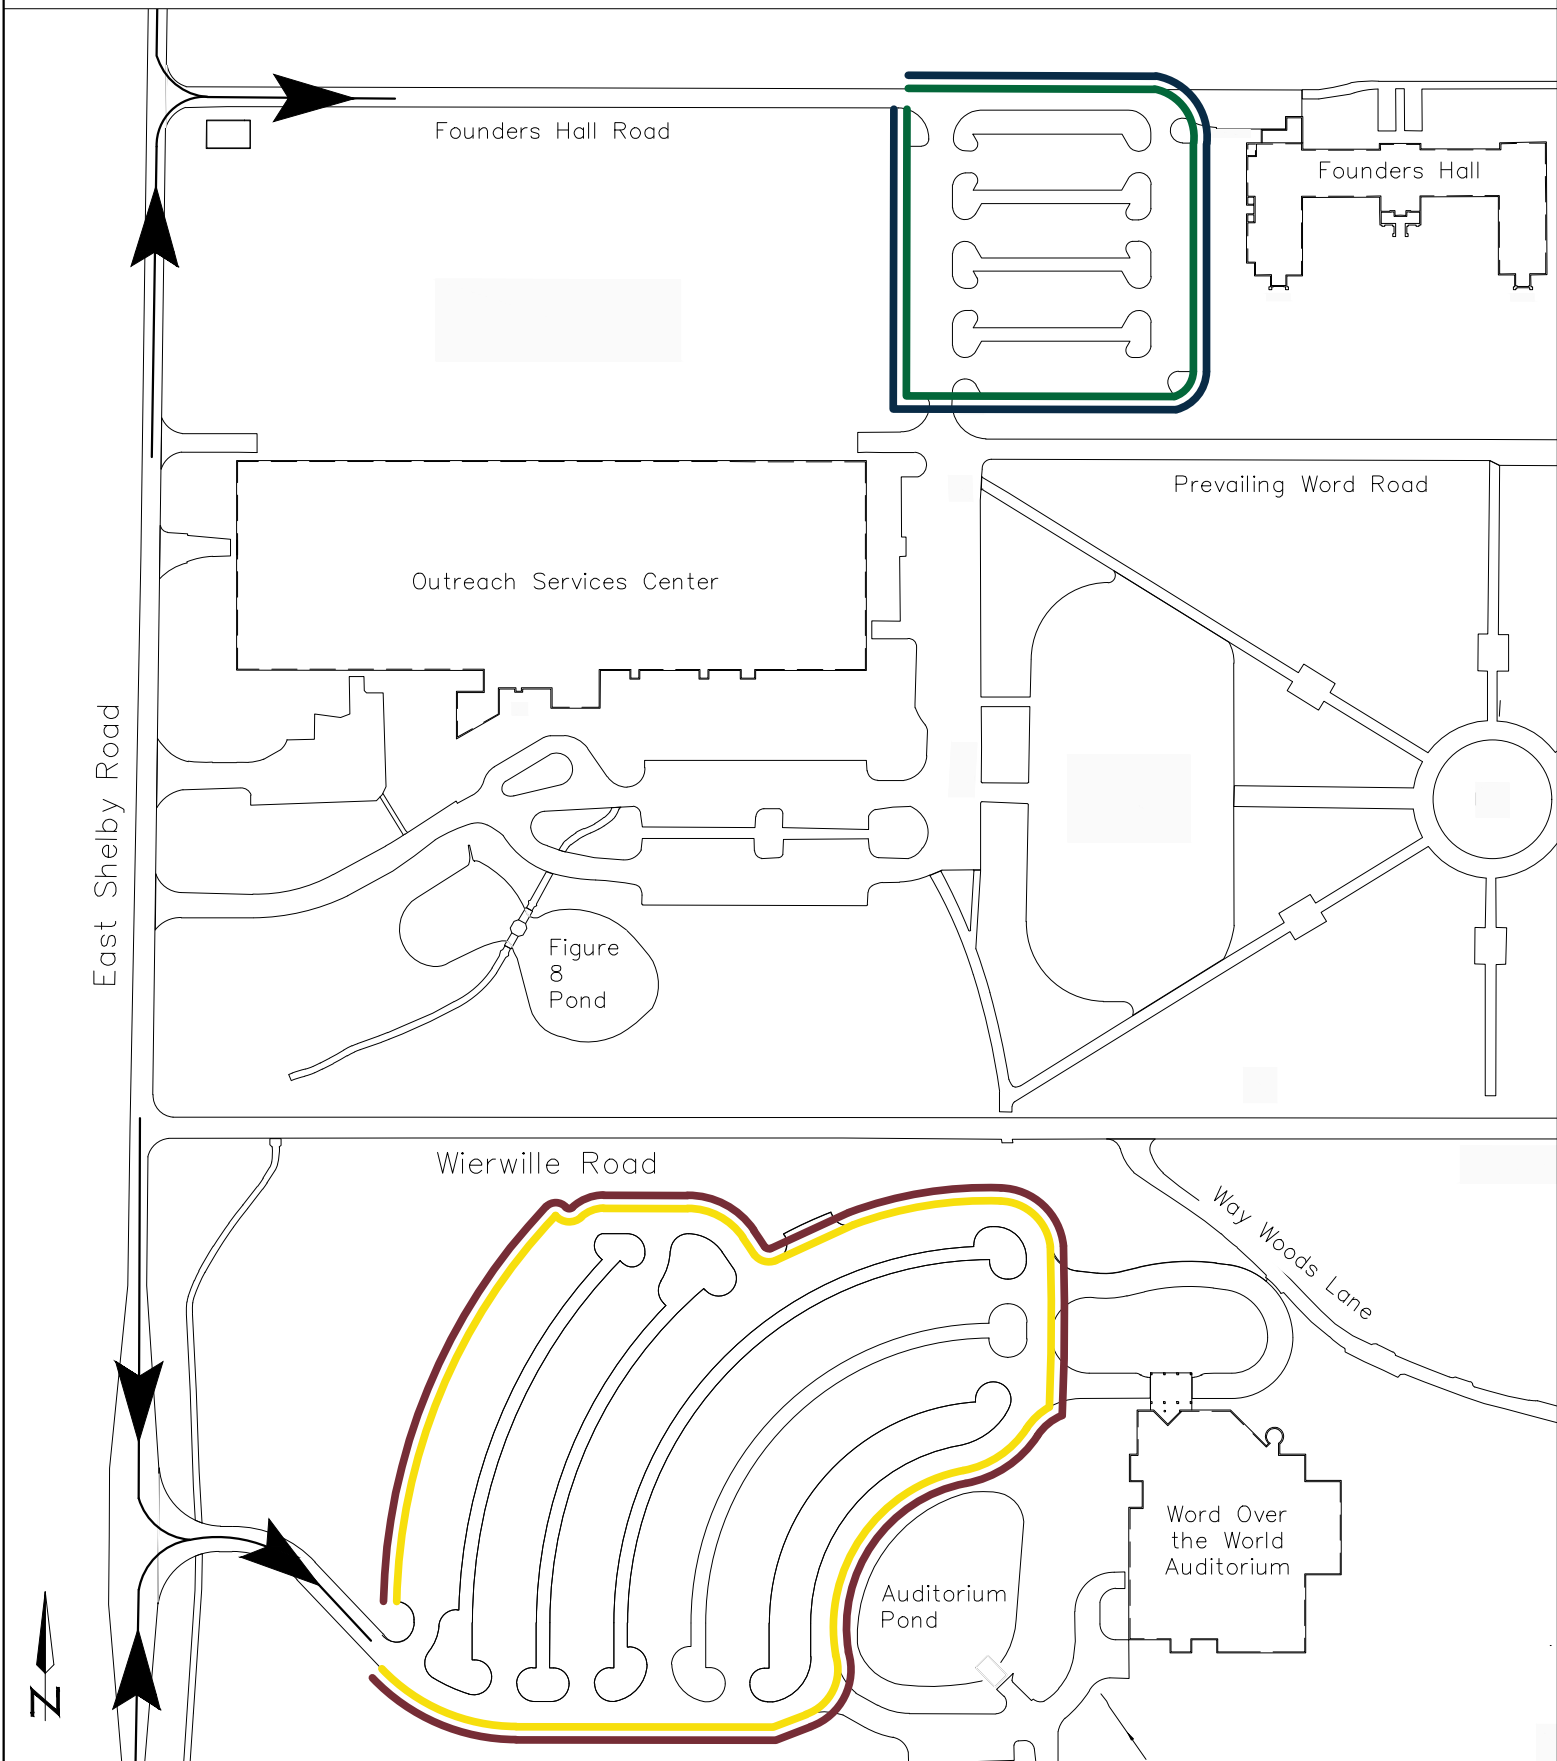 Founders Hall Road
Founders Hall
Prevailing Word Road
Outreach Services Center
East Shelby Road
Figure
8
Pond
Wierwille Road
Way Woods Lane
Word Over
the World
Auditorium
Auditorium
Pond
N